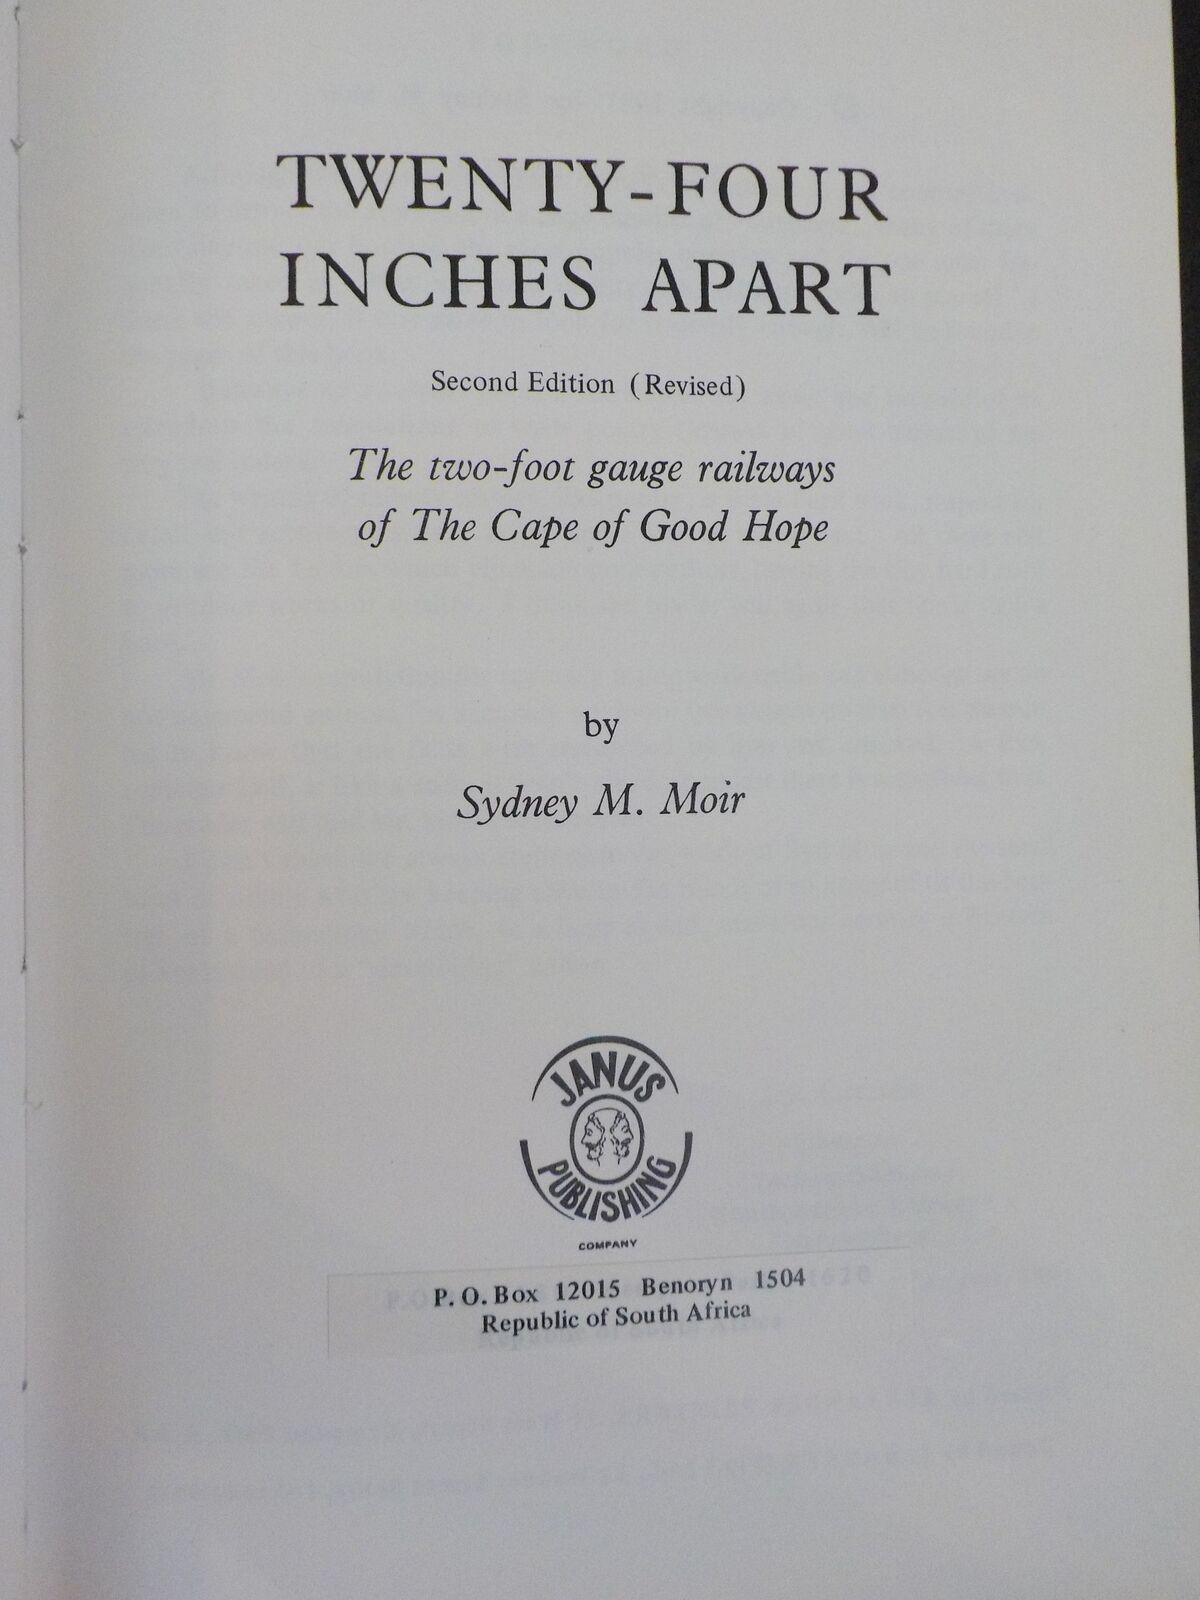 TWENTY-FOUR
INCHES APART
Second Edition (Revised)
The two-foot gauge railways
of The Cape of Good Hope
by
Sydney M. Moir
JANUS
PUBLISHING
COMPANY
P. O. Box 12015 Benoryn 1504
Republic of South Africa